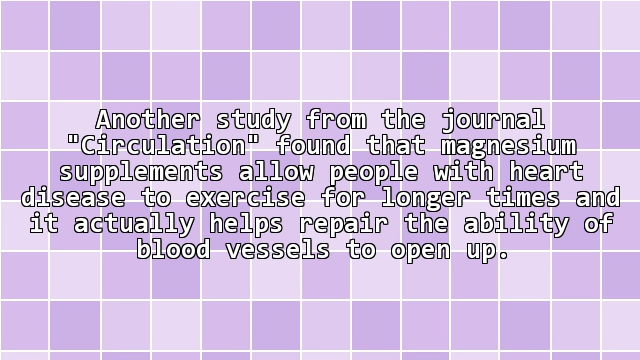 Another study from the journal
"Circulation" found that magnesium
supplements allow people with heart
disease to exercise for longer times and
it actually helps repair the ability of
blood vessels to open up.